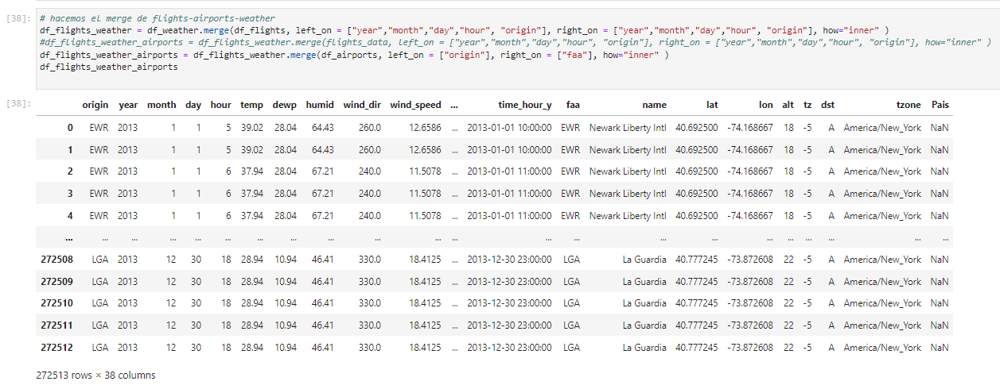 [38]: # hacemos el merge de flights-airports-weather
df_flights_weather = df_weather.merge(df_flights, left_on = ["year","month","day","hour", "origin"], right_on = ["year","month","day","hour", "origin"], how="inner" )
#df_flights_weather_airports = df_flights_weather.merge(flights_data, left_on = ["year","month","day","hour", "origin"], right_on = ["year","month","day","hour", "origin"], how="inner" )
df_flights_weather_airports = df_flights_weather.merge(df_airports, left_on = ["origin"], right_on = ["faa"], how="inner" )
df_flights_weather_airports
[38]:
origin year month day hour temp dewp humid wind_dir wind_speed ... time_hour_y faa name lat lon alt tz dst tzone Pais
0 EWR 2013 1 1 5 39.02 28.04 64.43 260.0 12.6586 ... 2013-01-01 10:00:00 EWR Newark Liberty Intl 40.692500 -74.168667 18 -5 A America/New_York NaN
1 EWR 2013 1 1 5 39.02 28.04 64.43 260.0 12.6586 ... 2013-01-01 10:00:00 EWR Newark Liberty Intl 40.692500 -74.168667 18 -5 A America/New_York NaN
2 EWR 2013 1 1 6 37.94 28.04 67.21 240.0 11.5078 ... 2013-01-01 11:00:00 EWR Newark Liberty Intl 40.692500 -74.168667 18 -5 A America/New_York NaN
3 EWR 2013 1 1 6 37.94 28.04 67.21 240.0 11.5078 ... 2013-01-01 11:00:00 EWR Newark Liberty Intl 40.692500 -74.168667 18 -5 A America/New_York NaN
4 EWR 2013 1 1 6 37.94 28.04 67.21 240.0 11.5078 ... 2013-01-01 11:00:00 EWR Newark Liberty Intl 40.692500 -74.168667 18 -5 A America/New_York NaN
... ... ... ... ... ... ... ... ... ... ... ... ... ... ... ... ... ... ... ... ... ...
272508 LGA 2013 12 30 18 28.94 10.94 46.41 330.0 18.4125 ... 2013-12-30 23:00:00 LGA La Guardia 40.777245 -73.872608 22 -5 A America/New_York NaN
272509 LGA 2013 12 30 18 28.94 10.94 46.41 330.0 18.4125 ... 2013-12-30 23:00:00 LGA La Guardia 40.777245 -73.872608 22 -5 A America/New_York NaN
272510 LGA 2013 12 30 18 28.94 10.94 46.41 330.0 18.4125 ... 2013-12-30 23:00:00 LGA La Guardia 40.777245 -73.872608 22 -5 A America/New_York NaN
272511 LGA 2013 12 30 18 28.94 10.94 46.41 330.0 18.4125 ... 2013-12-30 23:00:00 LGA La Guardia 40.777245 -73.872608 22 -5 A America/New_York NaN
272512 LGA 2013 12 30 18 28.94 10.94 46.41 330.0 18.4125 ... 2013-12-30 23:00:00 LGA La Guardia 40.777245 -73.872608 22 -5 A America/New_York NaN
272513 rows × 38 columns